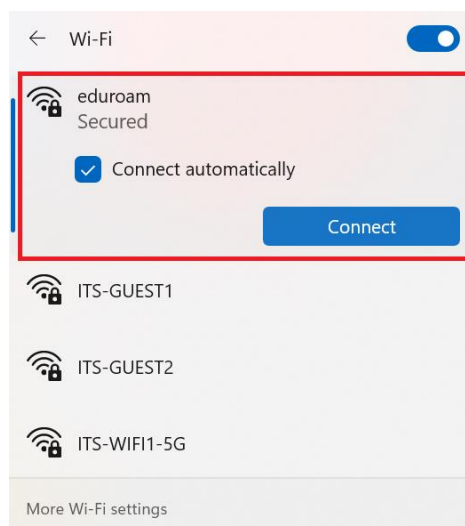 Wi-Fi
eduroam
Secured
Connect automatically
Connect
ITS-GUEST1
ITS-GUEST2
ITS-WIFI1-5G
More Wi-Fi settings